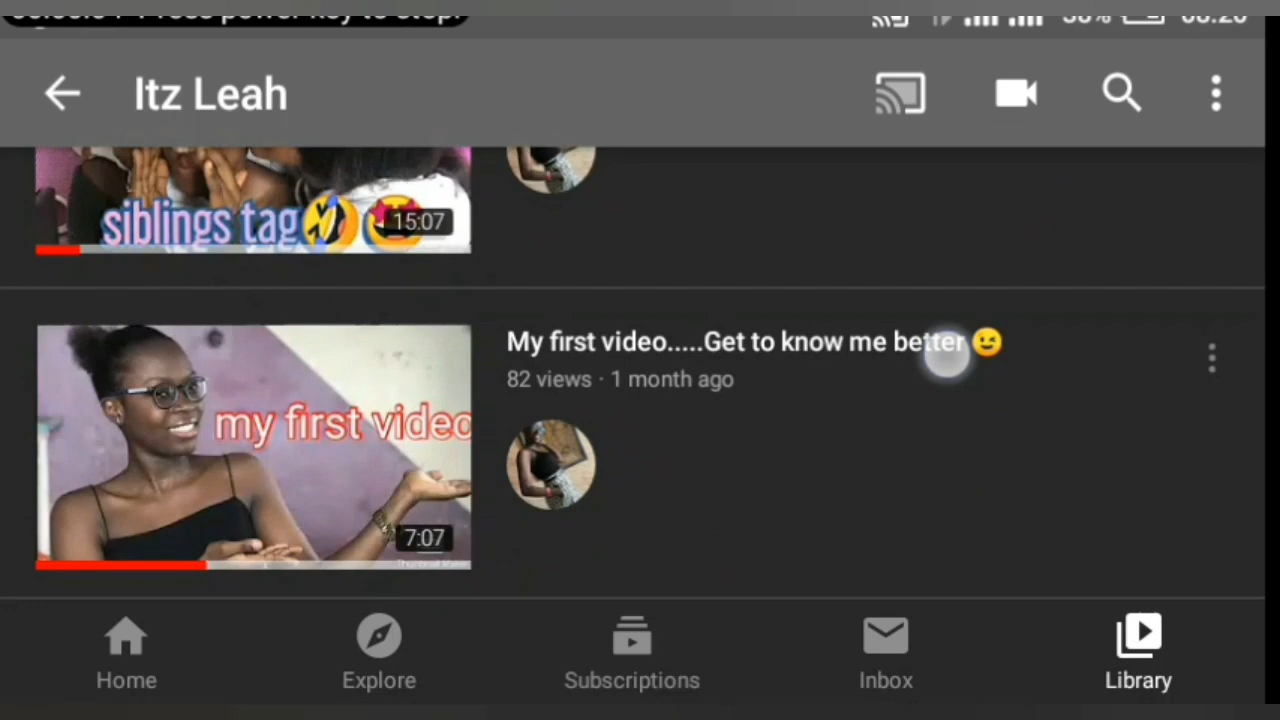 Itz Leah
siblings tag🤣🤩
15:07
My first video.....Get to know me better 😉
82 views · 1 month ago
my first video
7:07
Home
Explore
Subscriptions
Inbox
Library